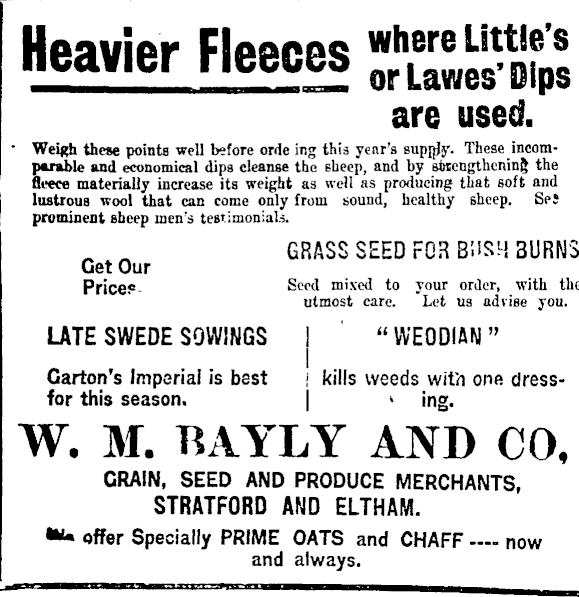 Heavier Fleeces where Little's
or Lawes' Dips
are used.
Weigh these points well before orde ing this year's supply. These incom-
parable and economical dips cleanse the sheep, and by strengthening the
fleece materially increase its weight as well as producing that soft and
lustrous wool that can come only from sound, healthy sheep. See
prominent sheep men's testimonials.
Get Our
Prices
GRASS SEED FOR BUSH BURNS
Seed mixed to your order, with the
utmost care. Let us advise you.
LATE SWEDE SOWINGS
Garton's Imperial is best
for this season.
"WEODIAN"
kills weeds with one dress-
ing.
W. M. BAYLY AND CO,
GRAIN, SEED AND PRODUCE MERCHANTS,
STRATFORD AND ELTHAM.
We offer Specially PRIME OATS and CHAFF ---- now
and always.